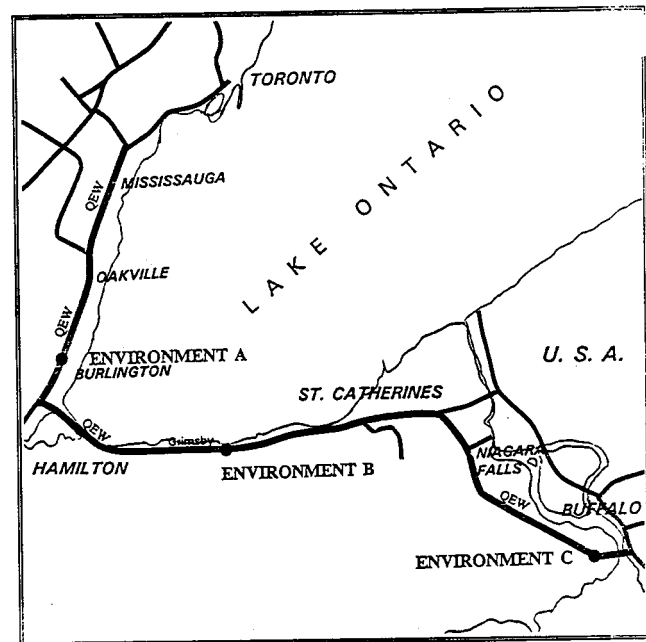 TORONTO
MISSISSAUGA
QEW
LAKE ONTARIO
OAKVILLE
QEW
ENVIRONMENT A
BURLINGTON
U. S. A.
ST. CATHERINES
QEW
Grimsby
HAMILTON
ENVIRONMENT B
NIAGARA
FALLS
QEW
BUFFALO
ENVIRONMENT C